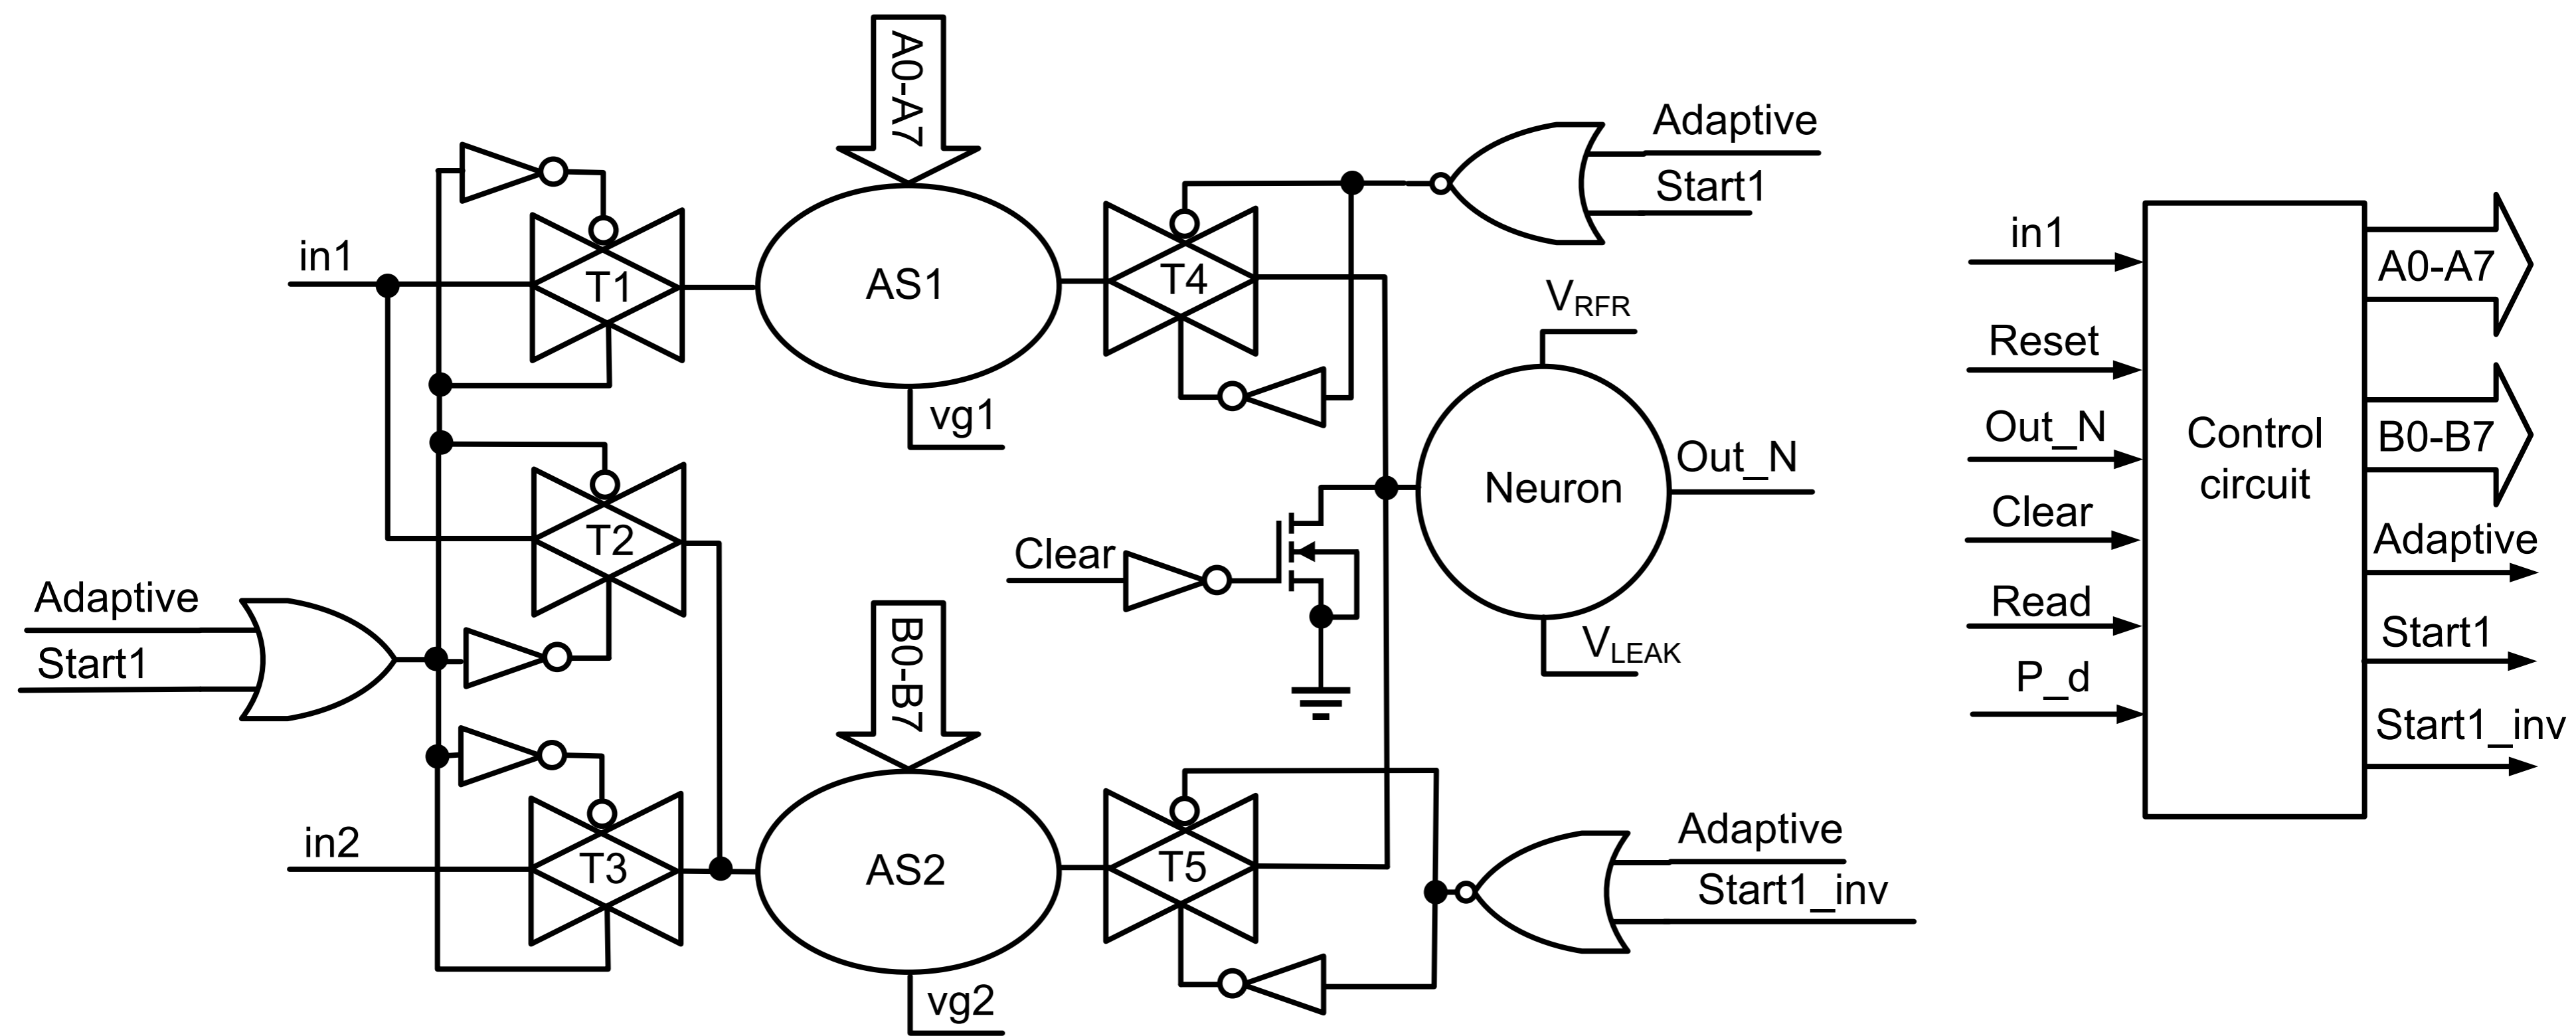 A0-A7
Adaptive
Start1
in1
T1
AS1
T4
vg1
V_RFR
T2
Neuron
Out_N
Clear
Adaptive
Start1
B0-B7
V_LEAK
in2
T3
AS2
T5
vg2
Adaptive
Start1_inv
in1
Reset
Out_N
Clear
Read
P_d
Control
circuit
A0-A7
B0-B7
Adaptive
Start1
Start1_inv